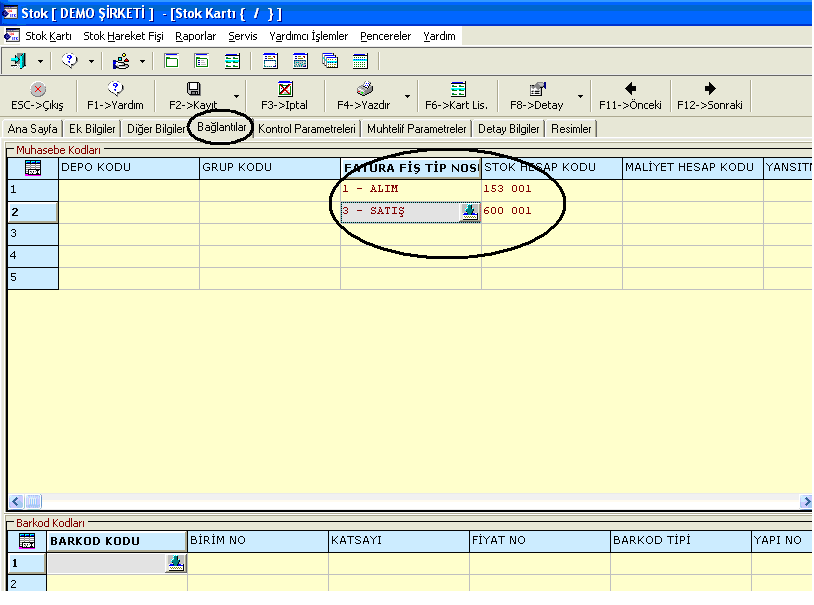 Stok [ DEMO ŞİRKETİ ] - [Stok Kartı { / } ]
Stok Kartı Stok Hareket Fişi Raporlar Servis Yardımcı İşlemler Pencereler Yardım
ESC->Çıkış F1->Yardım F2->Kayıt F3->İptal F4->Yazdır F6->Kart Lis. F8->Detay F11->Önceki F12->Sonraki
Ana Sayfa Ek Bilgiler Diğer Bilgiler Bağlantılar Kontrol Parametreleri Muhtelif Parametreler Detay Bilgiler Resimler
Muhasebe Kodları
DEPO KODU GRUP KODU FATURA FİŞ TİP NOSI STOK HESAP KODU MALİYET HESAP KODU YANSITM
1 1 - ALIM 153 001
2 3 - SATIŞ 600 001
3
4
5
Barkod Kodları
BARKOD KODU BİRİM NO KATSAYI FİYAT NO BARKOD TİPİ YAPI NO
1
2